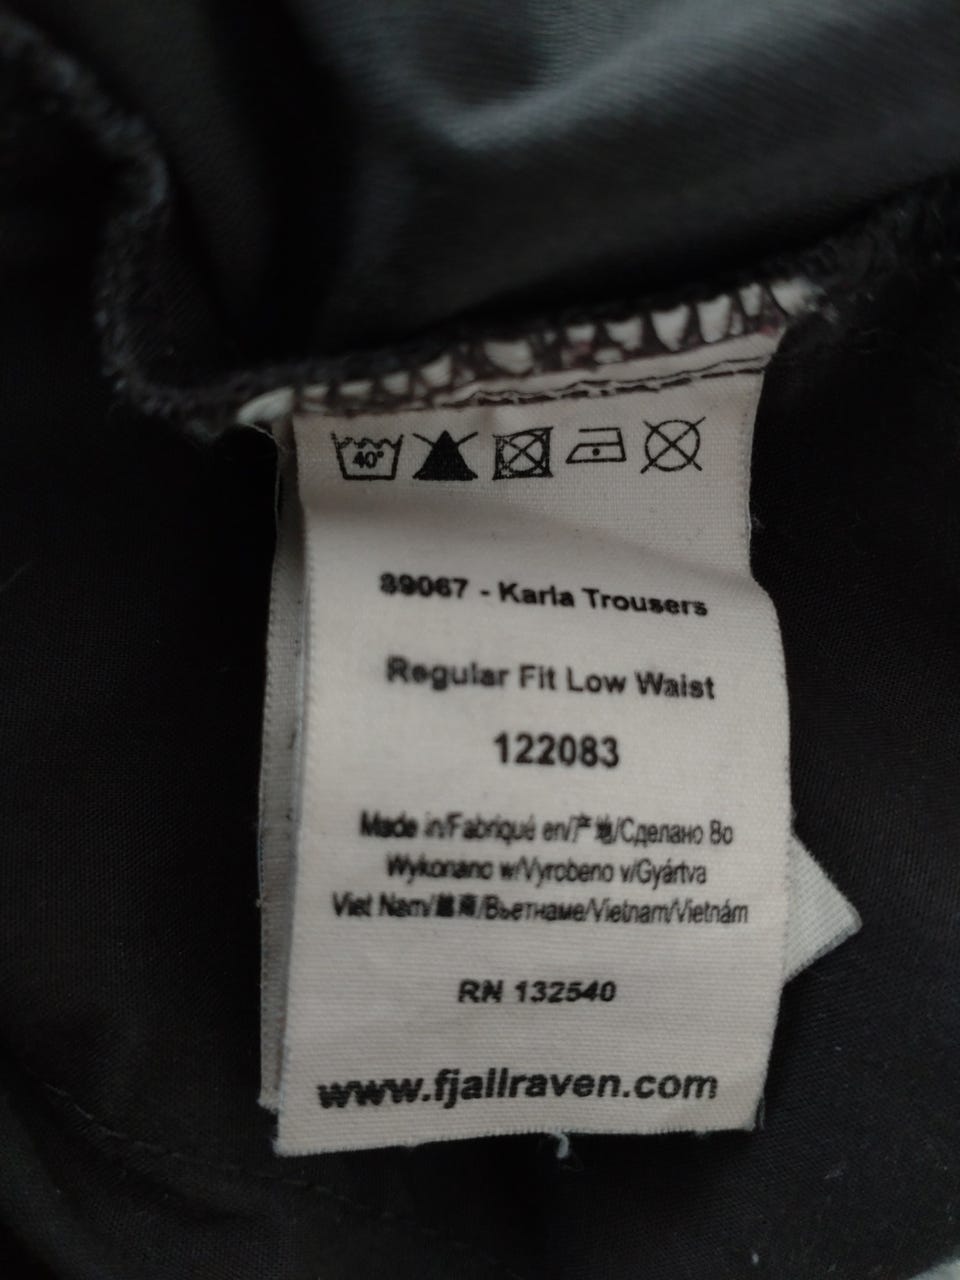 40°
89067 - Karla Trousers
Regular Fit Low Waist
122083
Made in/Fabriqué en/产地/Сделано Во
Wykonano w/Vyrobeno v/Gyártva
Viet Nam/越南/Вьетнаме/Vietnam/Vietnám
RN 132540
www.fjallraven.com